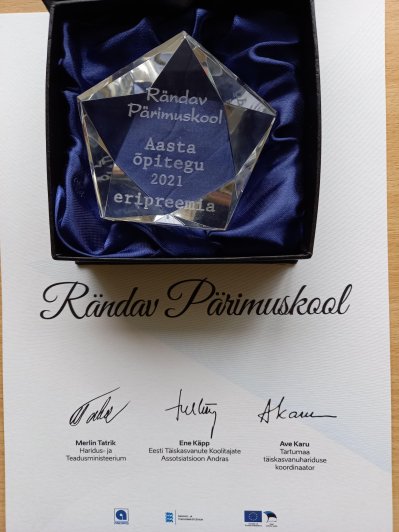 Rändav
Pärimuskool
Aasta
õpitegu
2021
eripreemia
Rändav Pärimuskool
Merlin Tatrik
Haridus- ja
Teadusministeerium
Ene Käpp
Eesti Täiskasvanute Koolitajate
Assotsiatsioon Andras
Ave Karu
Tartumaa
täiskasvanuhariduse
koordinaator